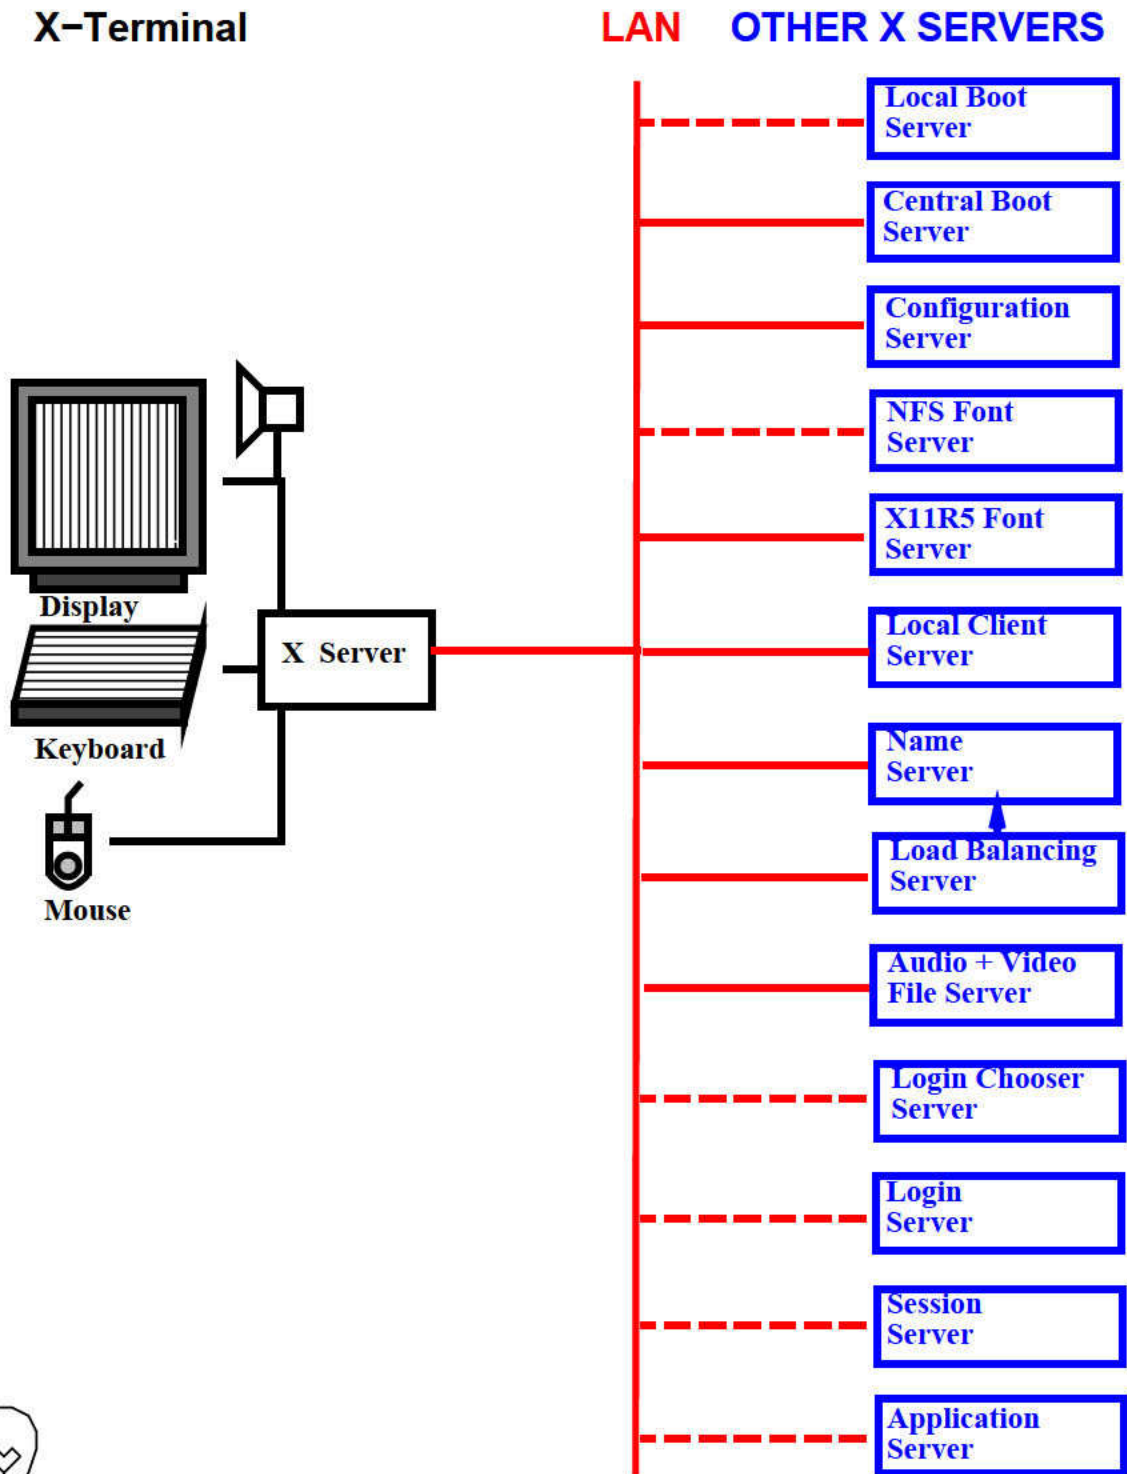 X−Terminal
LAN
OTHER X SERVERS
Local Boot
Server
Central Boot
Server
Configuration
Server
NFS Font
Server
X11R5 Font
Server
Display
X Server
Local Client
Server
Keyboard
Name
Server
Mouse
Load Balancing
Server
Audio + Video
File Server
Login Chooser
Server
Login
Server
Session
Server
Application
Server